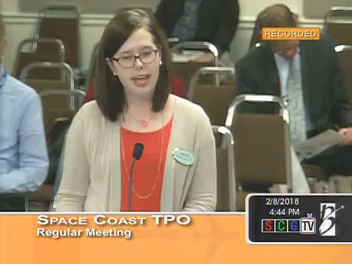 RECORDED
2/8/2018
4:44 PM
SCGTV
SPACE COAST TPO
Regular Meeting